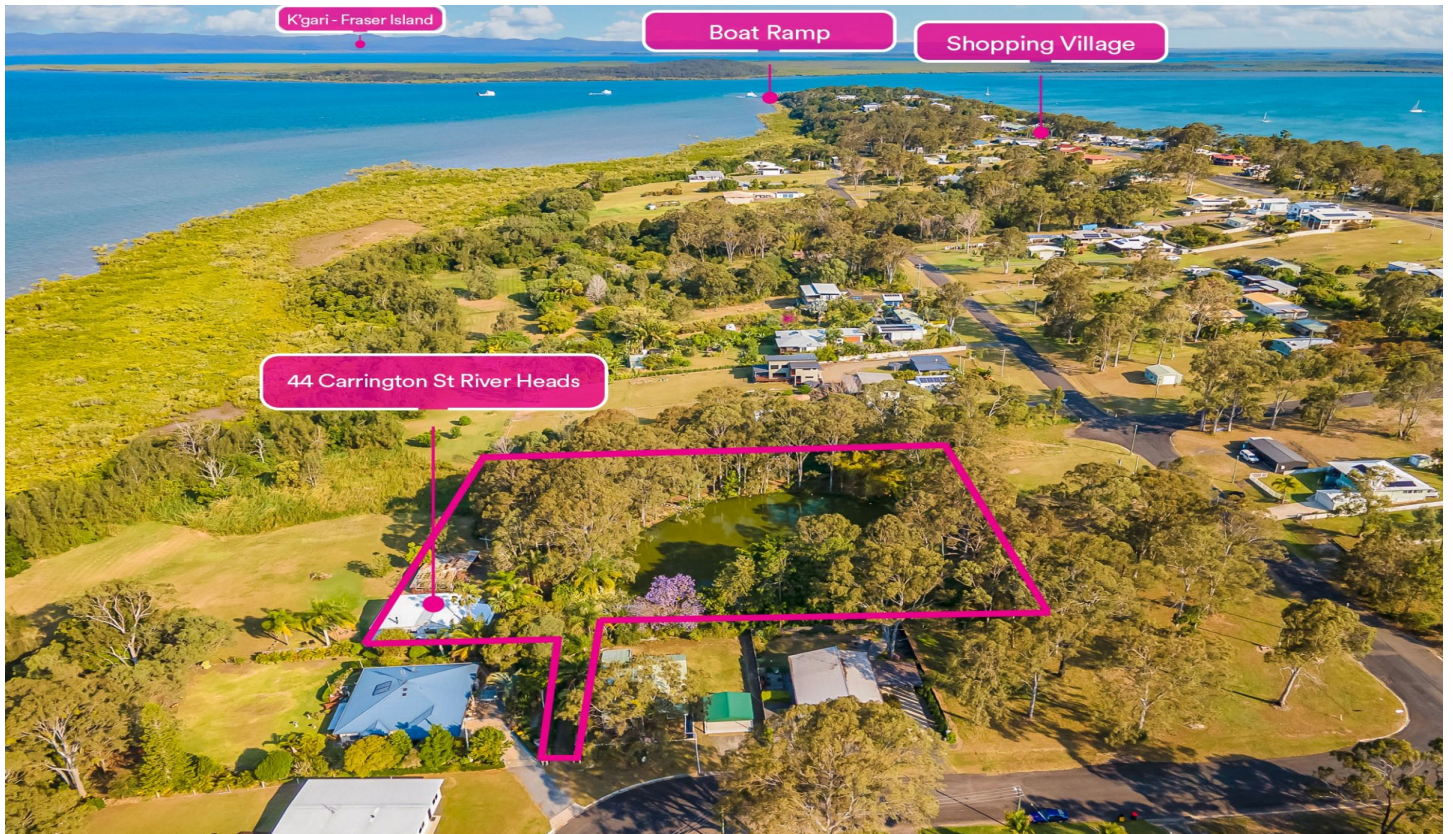 K'gari - Fraser Island
Boat Ramp
Shopping Village
44 Carrington St River Heads